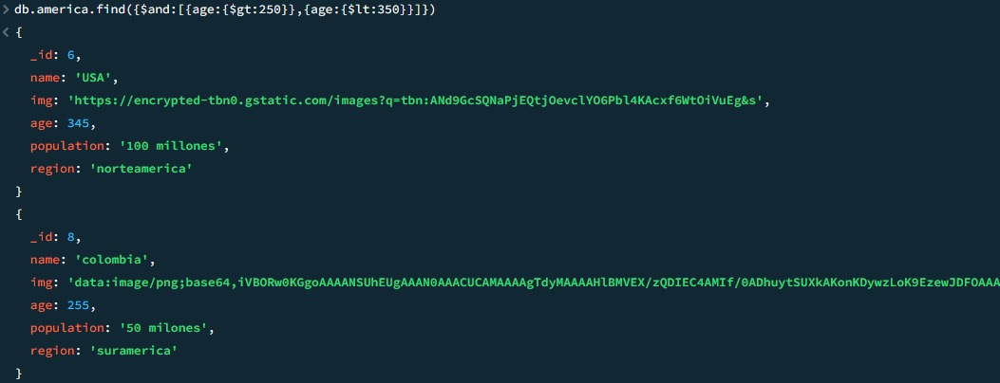 > db.america.find({$and:[{age:{$gt:250}},{age:{$lt:350}}]})
< {
_id: 6,
name: 'USA',
img: 'https://encrypted-tbn0.gstatic.com/images?q=tbn:ANd9GcSQNaPjEQtjOevclYO6Pbl4KAcxf6WtOiVuEg&s',
age: 345,
population: '100 millones',
region: 'norteamerica'
}
{
_id: 8,
name: 'colombia',
img: 'data:image/png;base64,iVBORw0KGgoAAAANSUhEUgAAAN0AAACUCAMAAAAgTdyMAAAAHlBMVEX/zQDIEC4AMIf/0ADhuytSUXkAKonKDywzLoK9EzewJDFOAAA
age: 255,
population: '50 milones',
region: 'suramerica'
}